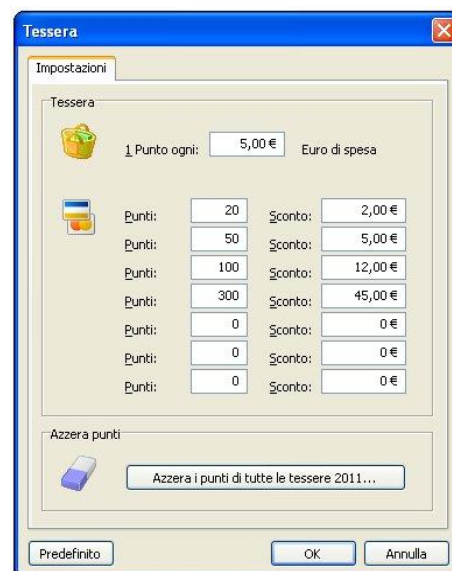 Tessera
Impostazioni
Tessera
1 Punto ogni: 5,00 € Euro di spesa
Punti: 20 Sconto: 2,00 €
Punti: 50 Sconto: 5,00 €
Punti: 100 Sconto: 12,00 €
Punti: 300 Sconto: 45,00 €
Punti: 0 Sconto: 0 €
Punti: 0 Sconto: 0 €
Punti: 0 Sconto: 0 €
Azzera punti
Azzera i punti di tutte le tessere 2011...
Predefinito OK Annulla